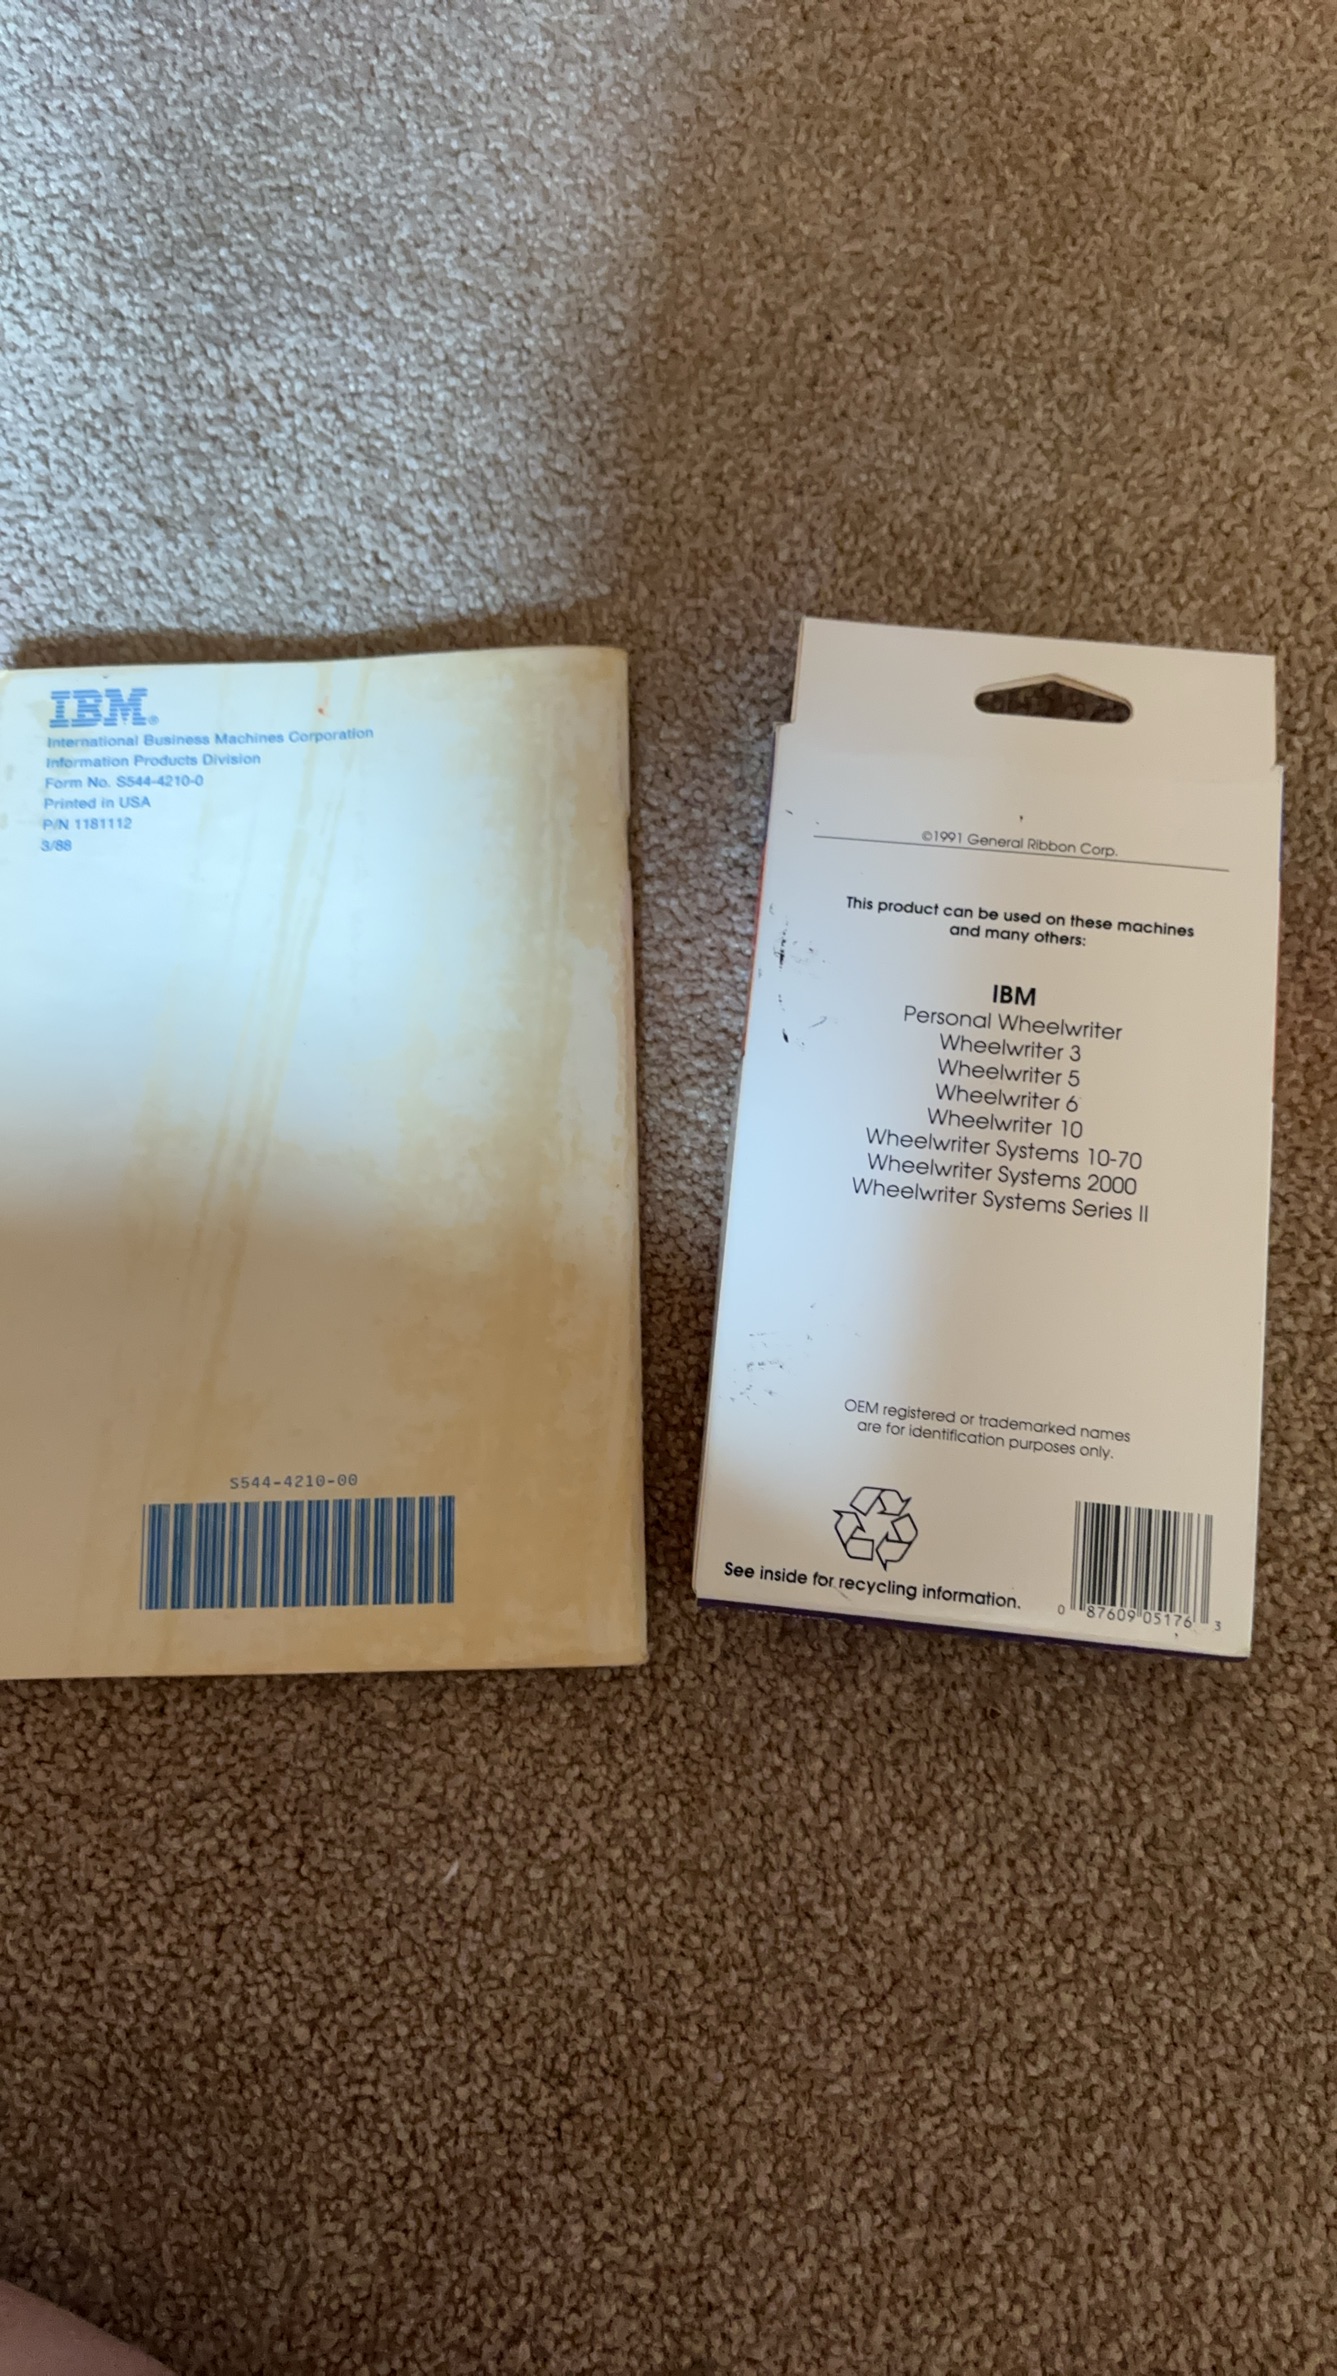 IBM®
International Business Machines Corporation
Information Products Division
Form No. S544-4210-0
Printed in USA
P/N 1181112
3/88
S544-4210-00
©1991 General Ribbon Corp.
This product can be used on these machines
and many others:
IBM
Personal Wheelwriter
Wheelwriter 3
Wheelwriter 5
Wheelwriter 6
Wheelwriter 10
Wheelwriter Systems 10-70
Wheelwriter Systems 2000
Wheelwriter Systems Series II
OEM registered or trademarked names
are for identification purposes only.
See inside for recycling information.
0 87609 05176 3